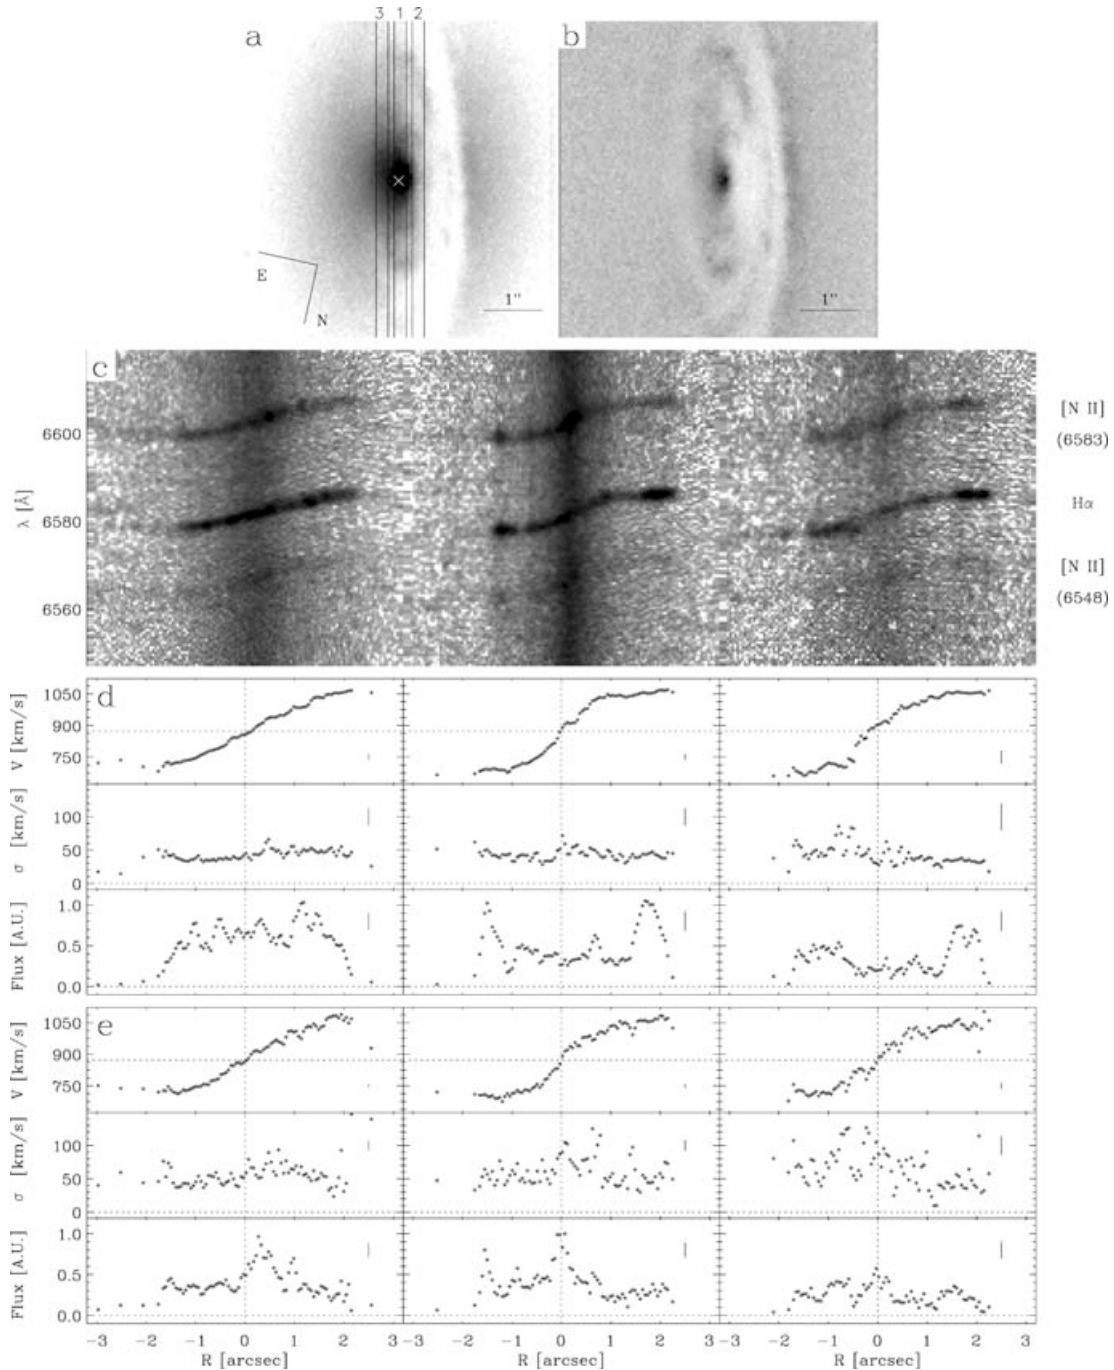 3 1 2
a
b
E
N
1"
1"
c
[N II]
(6583)
6600
λ [Å]
6580
Hα
[N II]
(6548)
6560
d
V [km/s]
1050
900
750
σ [km/s]
100
50
0
Flux [A.U.]
1.0
0.5
0.0
e
V [km/s]
1050
900
750
σ [km/s]
100
50
0
Flux [A.U.]
1.0
0.5
0.0
−3 −2 −1 0 1 2 3 −3 −2 −1 0 1 2 3 −3 −2 −1 0 1 2 3
R [arcsec] R [arcsec] R [arcsec]